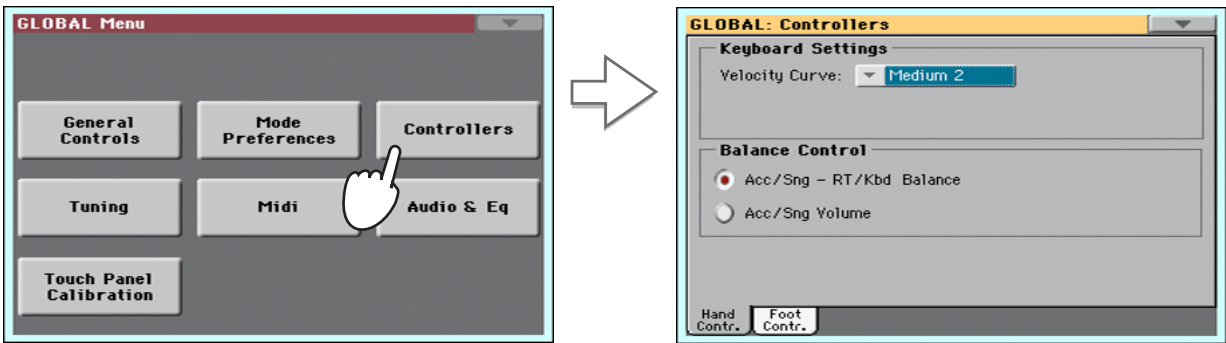 GLOBAL Menu
General
Controls
Mode
Preferences
Controllers
Tuning
Midi
Audio & Eq
Touch Panel
Calibration
GLOBAL: Controllers
Keyboard Settings
Velocity Curve: Medium 2
Balance Control
Acc/Sng - RT/Kbd Balance
Acc/Sng Volume
Hand
Contr.
Foot
Contr.